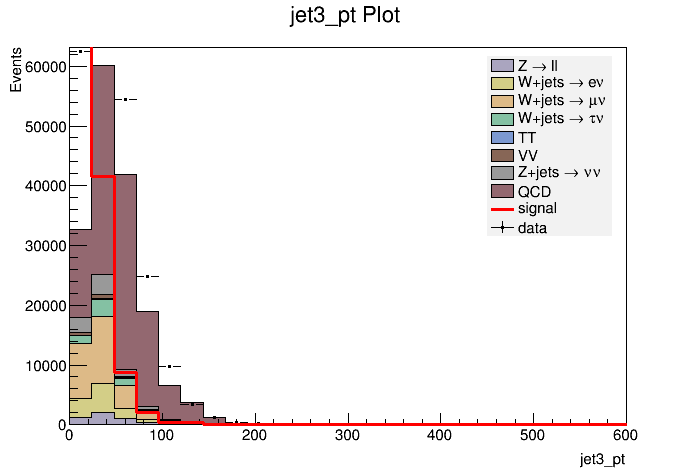 jet3_pt Plot
Events
60000
50000
40000
30000
20000
10000
0
0 100 200 300 400 500 600
jet3_pt
Z → ll
W+jets → eν
W+jets → μν
W+jets → τν
TT
VV
Z+jets → νν
QCD
signal
data